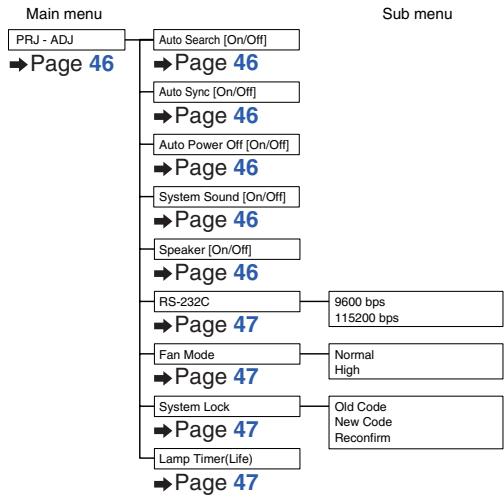 Main menu
Sub menu
PRJ - ADJ
➡Page 46
Auto Search [On/Off]
➡Page 46
Auto Sync [On/Off]
➡Page 46
Auto Power Off [On/Off]
➡Page 46
System Sound [On/Off]
➡Page 46
Speaker [On/Off]
➡Page 46
RS-232C
➡Page 47
9600 bps
115200 bps
Fan Mode
➡Page 47
Normal
High
System Lock
➡Page 47
Old Code
New Code
Reconfirm
Lamp Timer(Life)
➡Page 47